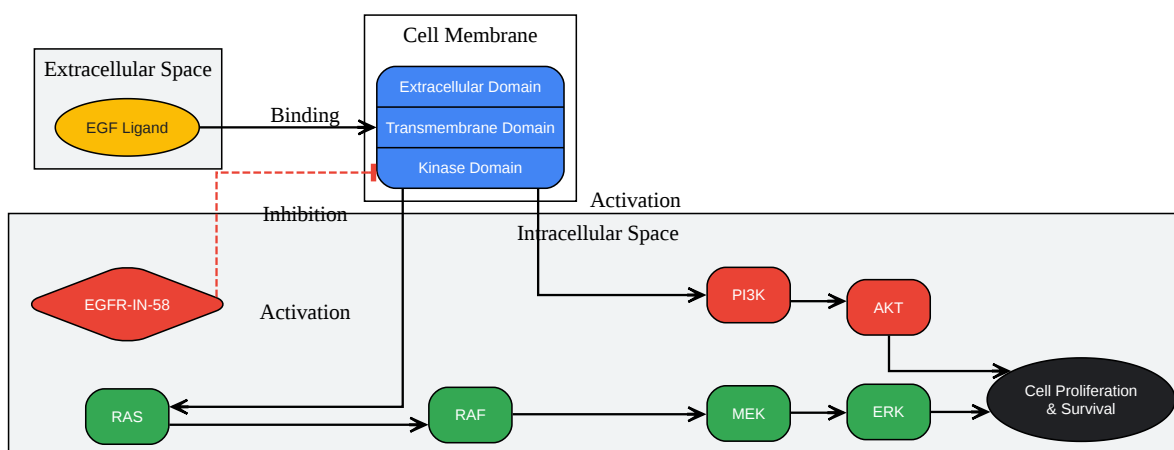 Cell Membrane
Extracellular Space
Extracellular Domain
EGF Ligand
Binding
Transmembrane Domain
Kinase Domain
Inhibition
Activation
Intracellular Space
EGFR-IN-58
Activation
PI3K
AKT
RAS
RAF
MEK
ERK
Cell Proliferation
& Survival